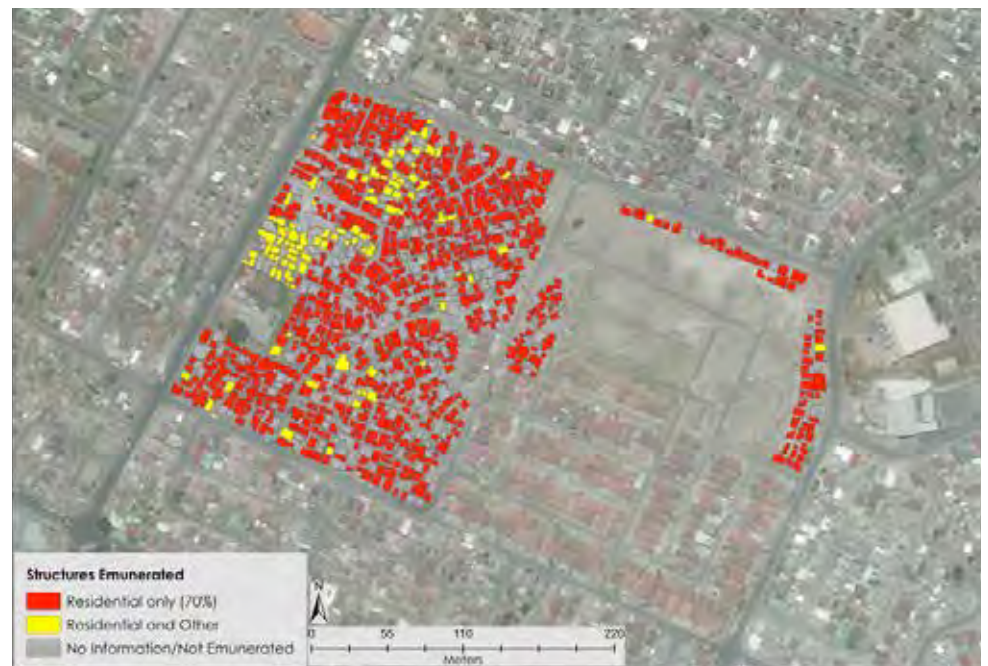 Structures Emunerated
Residential only (70%)
Residential and Other
No Information/Not Emunerated
N
0 55 110 220
Meters